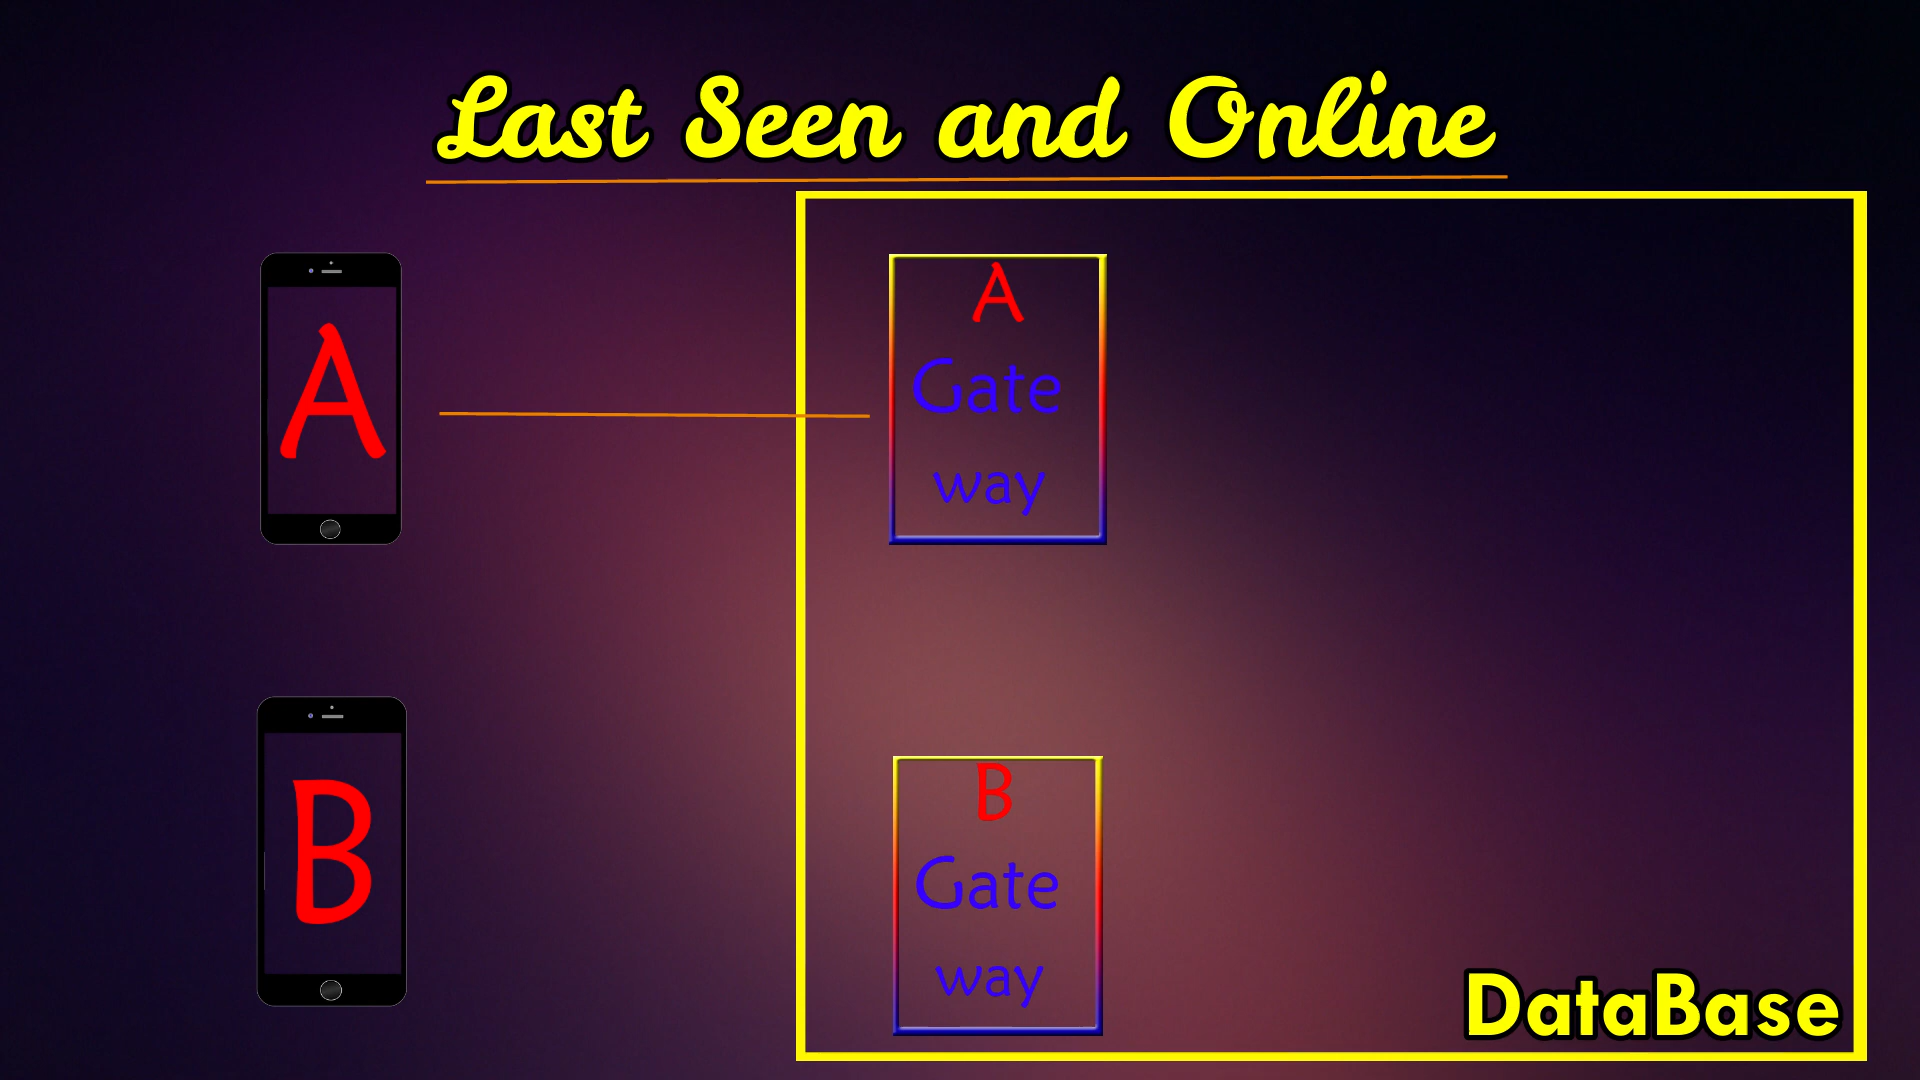 Last Seen and Online
A
A
Gate
way
B
B
Gate
way
DataBase